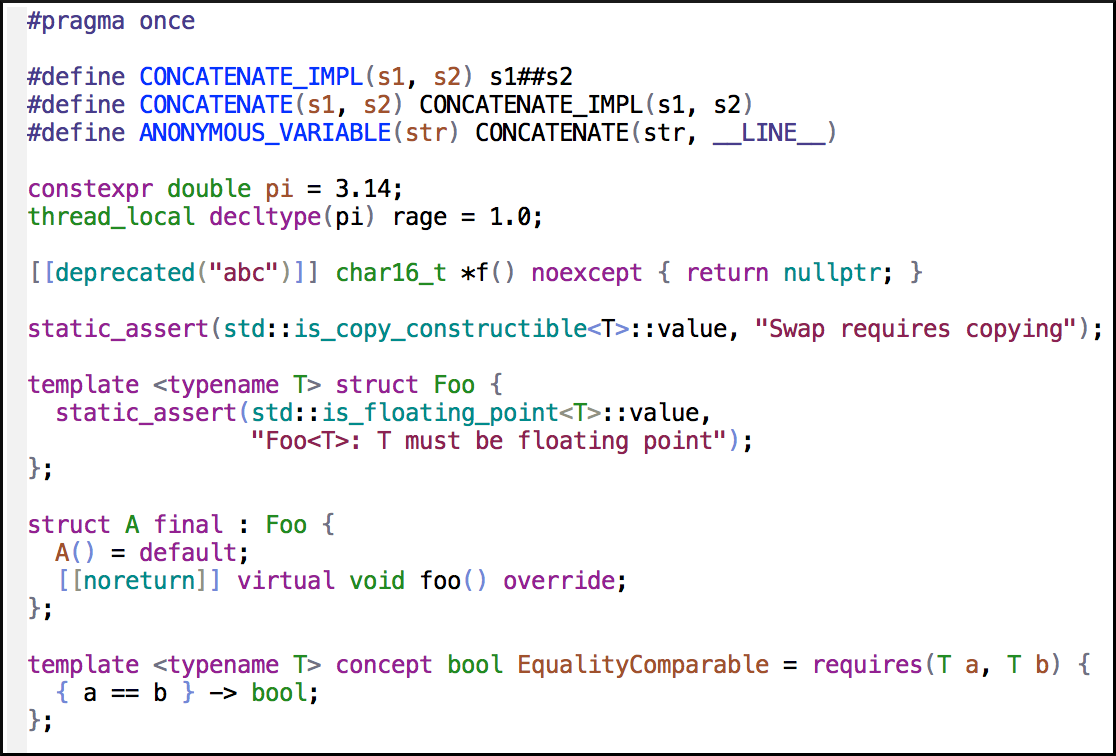 #pragma once

#define CONCATENATE_IMPL(s1, s2) s1##s2
#define CONCATENATE(s1, s2) CONCATENATE_IMPL(s1, s2)
#define ANONYMOUS_VARIABLE(str) CONCATENATE(str, __LINE__)

constexpr double pi = 3.14;
thread_local decltype(pi) rage = 1.0;

[[deprecated("abc")]] char16_t *f() noexcept { return nullptr; }

static_assert(std::is_copy_constructible<T>::value, "Swap requires copying");

template <typename T> struct Foo {
  static_assert(std::is_floating_point<T>::value,
                "Foo<T>: T must be floating point");
};

struct A final : Foo {
  A() = default;
  [[noreturn]] virtual void foo() override;
};

template <typename T> concept bool EqualityComparable = requires(T a, T b) {
  { a == b } -> bool;
};